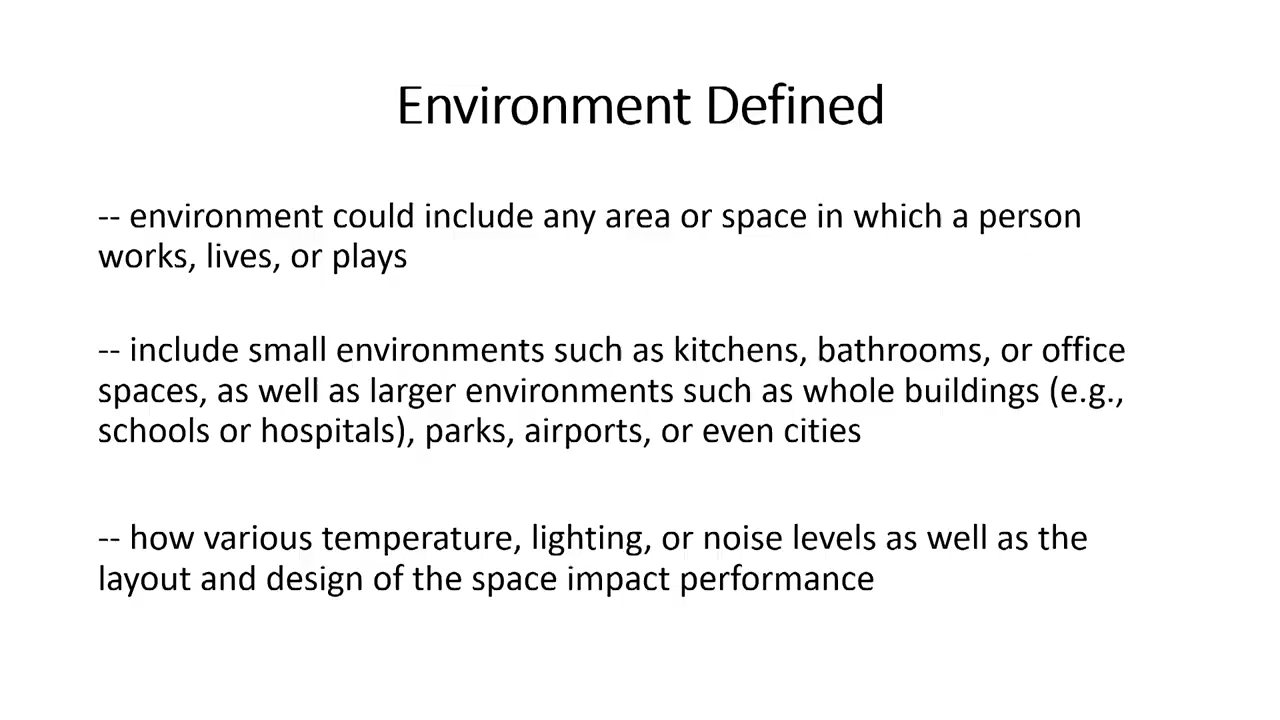 Environment Defined
-- environment could include any area or space in which a person
works, lives, or plays
-- include small environments such as kitchens, bathrooms, or office
spaces, as well as larger environments such as whole buildings (e.g.,
schools or hospitals), parks, airports, or even cities
-- how various temperature, lighting, or noise levels as well as the
layout and design of the space impact performance